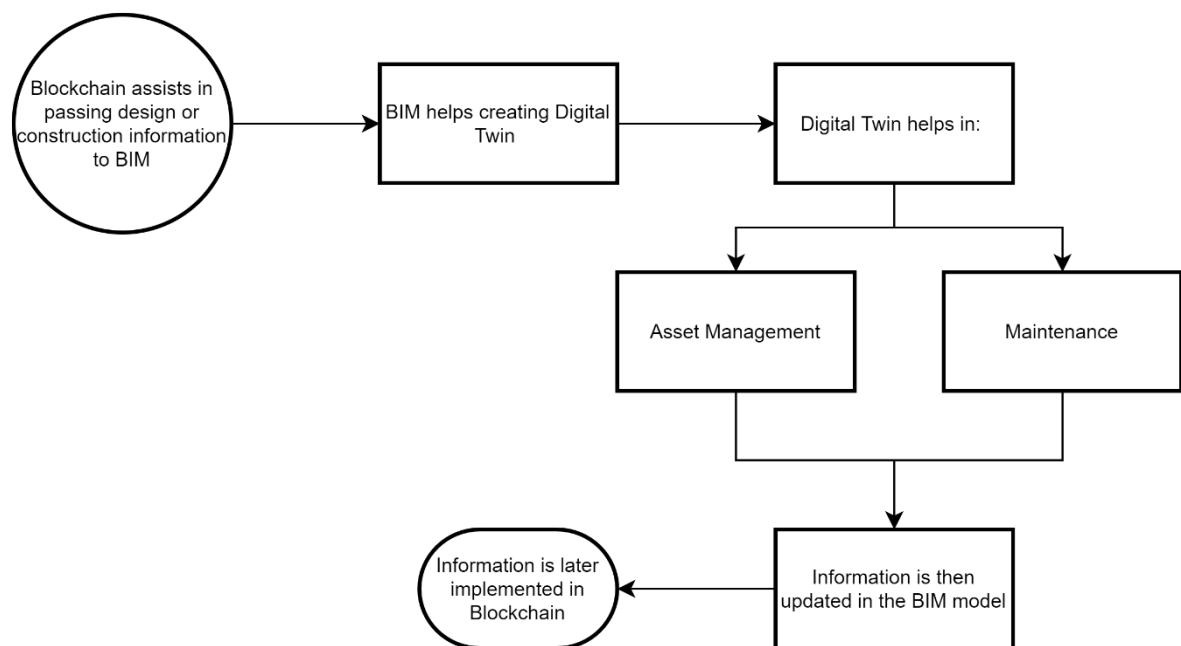 Blockchain assists in
passing design or
construction information
to BIM
BIM helps creating Digital
Twin
Digital Twin helps in:
Asset Management
Maintenance
Information is later
implemented in
Blockchain
Information is then
updated in the BIM model